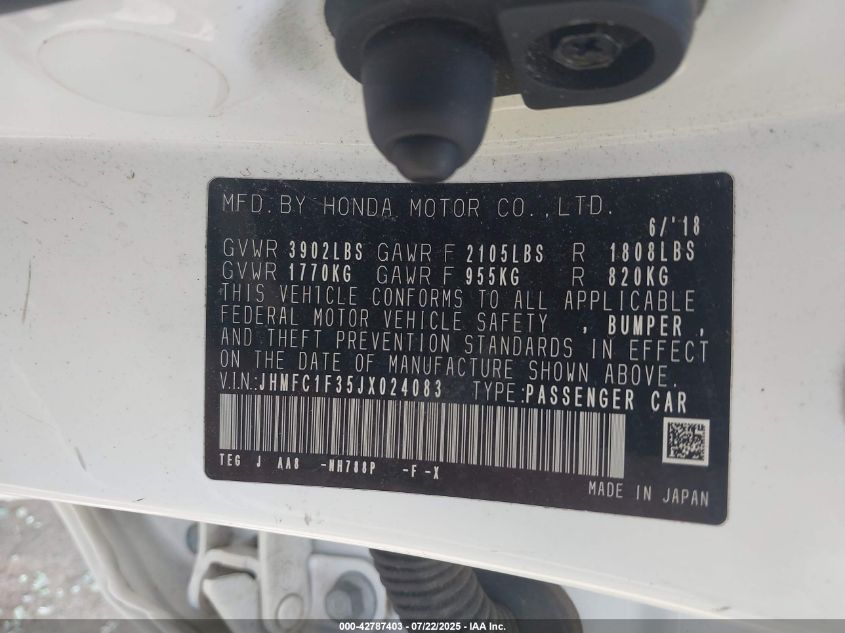 MFD. BY HONDA MOTOR CO., LTD.
6/'18
GVWR 3902LBS GAWR F 2105LBS R 1808LBS
GVWR 1770KG GAWR F 955KG R 820KG
THIS VEHICLE CONFORMS TO ALL APPLICABLE
FEDERAL MOTOR VEHICLE SAFETY , BUMPER ,
AND THEFT PREVENTION STANDARDS IN EFFECT
ON THE DATE OF MANUFACTURE SHOWN ABOVE.
V.I.N.:JHMFC1F35JX024083 TYPE:PASSENGER CAR
TEG J AA8 -NH788P -F -X
MADE IN JAPAN
000-42787403 - 07/22/2025 - IAA Inc.